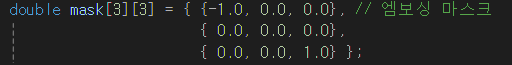 double mask[3][3] = { {-1.0, 0.0, 0.0}, // 엠보싱 마스크
{ 0.0, 0.0, 0.0},
{ 0.0, 0.0, 1.0} };